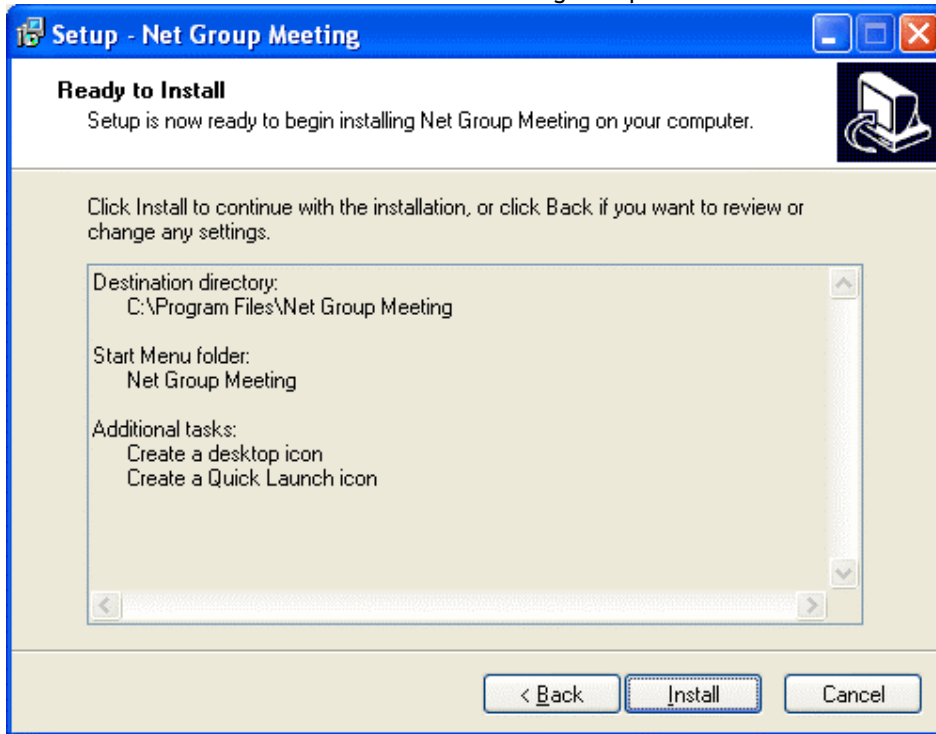 Setup - Net Group Meeting
Ready to Install
Setup is now ready to begin installing Net Group Meeting on your computer.
Click Install to continue with the installation, or click Back if you want to review or
change any settings.
Destination directory:
C:\Program Files\Net Group Meeting
Start Menu folder:
Net Group Meeting
Additional tasks:
Create a desktop icon
Create a Quick Launch icon
< Back
Install
Cancel